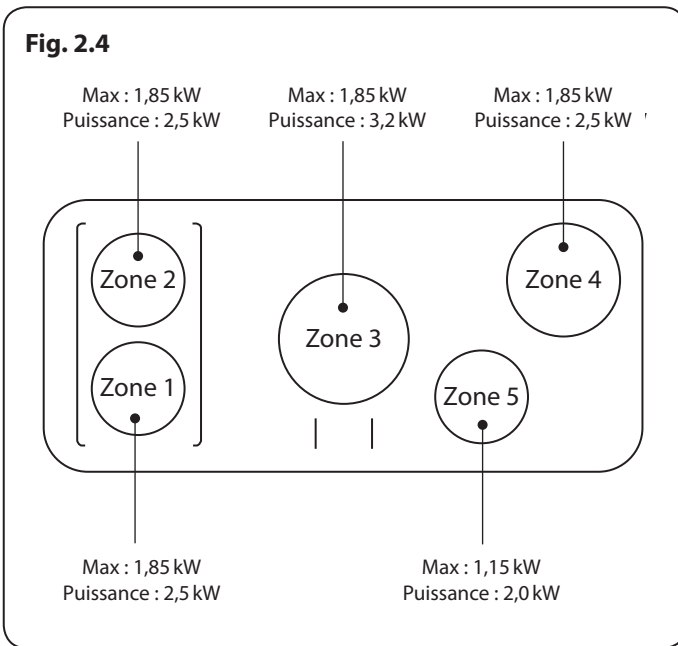 Fig. 2.4
Max : 1,85 kW
Puissance : 2,5 kW
Max : 1,85 kW
Puissance : 3,2 kW
Max : 1,85 kW
Puissance : 2,5 kW
Zone 2
Zone 4
Zone 3
Zone 1
Zone 5
Max : 1,85 kW
Puissance : 2,5 kW
Max : 1,15 kW
Puissance : 2,0 kW